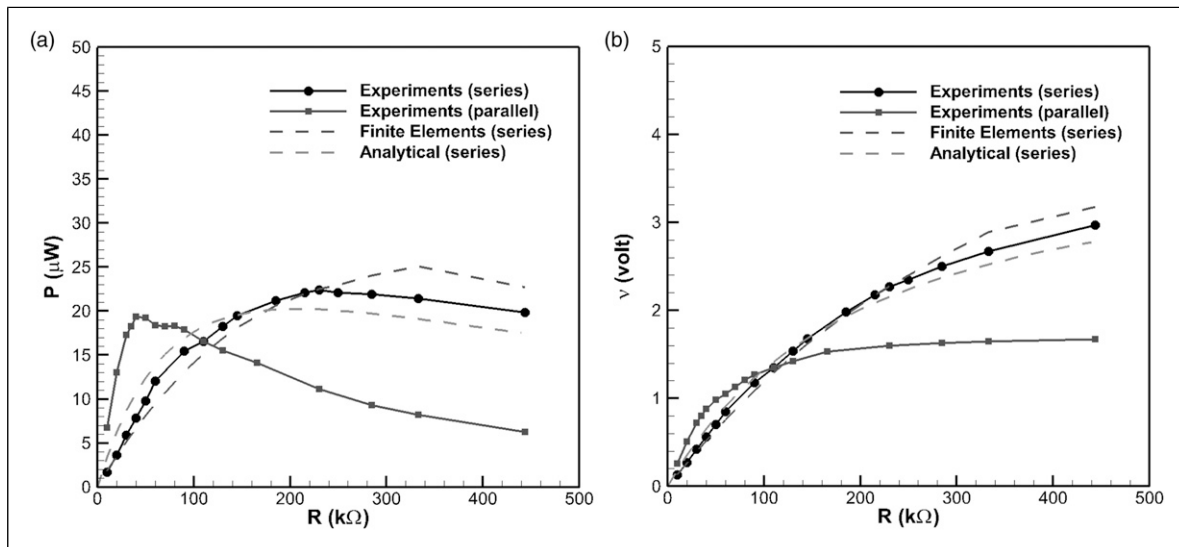 (a)
50
45
40
35
30
25
20
15
10
5
0
P (μW)
Experiments (series)
Experiments (parallel)
Finite Elements (series)
Analytical (series)
0 100 200 300 400 500
R (kΩ)
(b)
5
4
3
2
1
0
ν (volt)
Experiments (series)
Experiments (parallel)
Finite Elements (series)
Analytical (series)
0 100 200 300 400 500
R (kΩ)